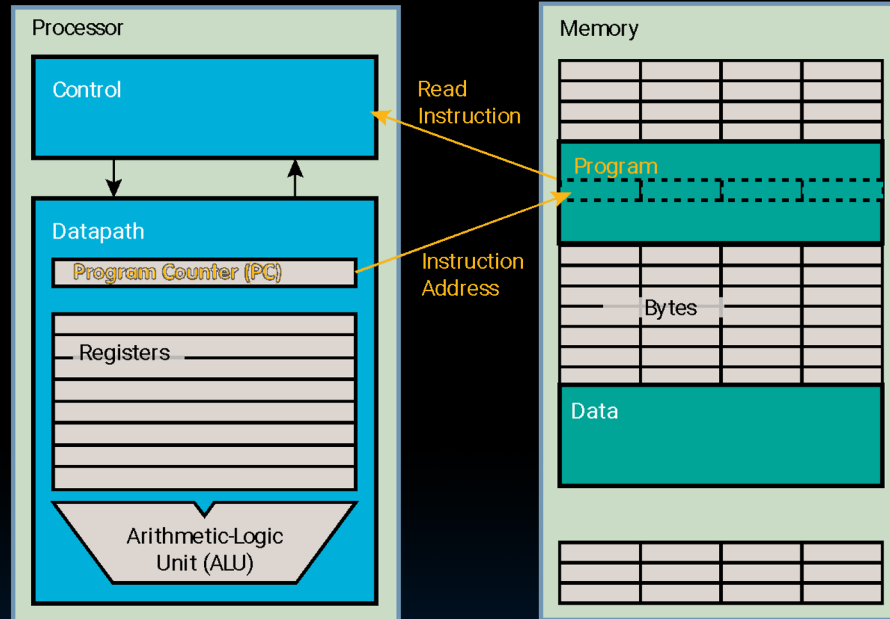 Processor
Control
Datapath
Program Counter (PC)
Registers
Arithmetic-Logic
Unit (ALU)
Read
Instruction
Instruction
Address
Memory
Program
Bytes
Data